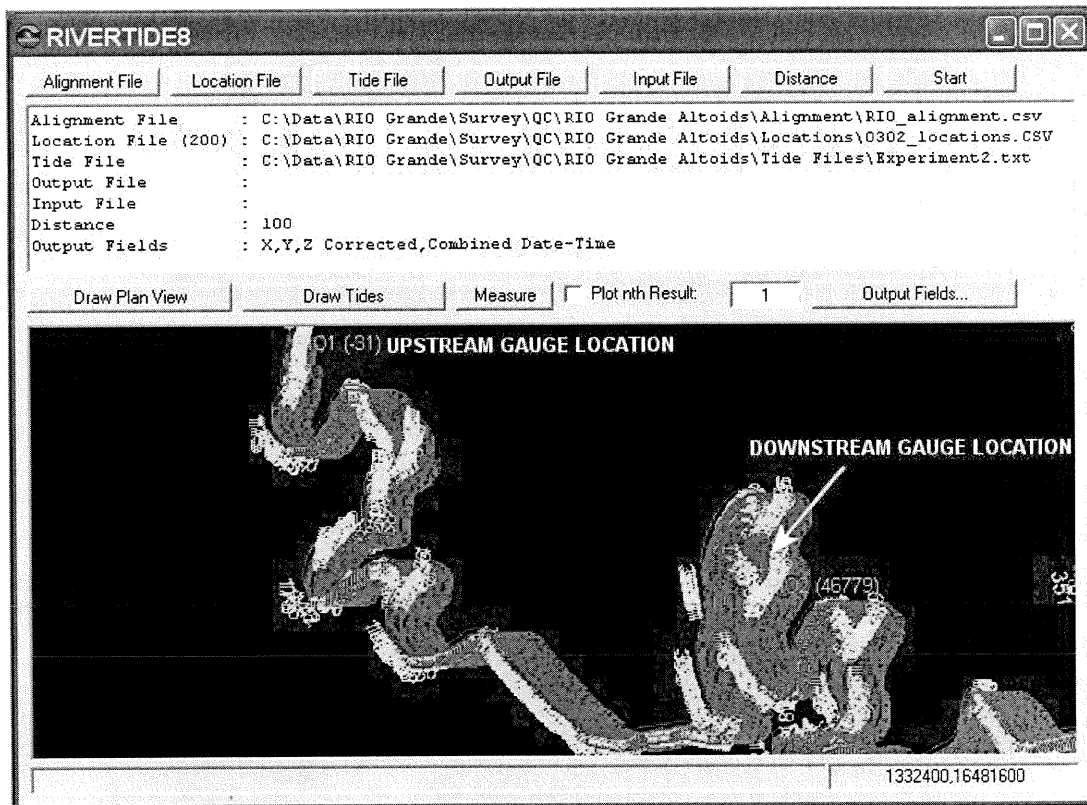 RIVERTIDE8
Alignment File Location File Tide File Output File Input File Distance Start
Alignment File : C:\Data\RIO Grande\Survey\QC\RIO Grande Altoids\Alignment\RIO_alignment.csv
Location File (200) : C:\Data\RIO Grande\Survey\QC\RIO Grande Altoids\Locations\0302_locations.CSV
Tide File : C:\Data\RIO Grande\Survey\QC\RIO Grande Altoids\Tide Files\Experiment2.txt
Output File :
Input File :
Distance : 100
Output Fields : X,Y,Z Corrected,Combined Date-Time
Draw Plan View Draw Tides Measure Plot nth Result: 1 Output Fields...
01 (-31) UPSTREAM GAUGE LOCATION
DOWNSTREAM GAUGE LOCATION
(46779)
351
1332400,16481600